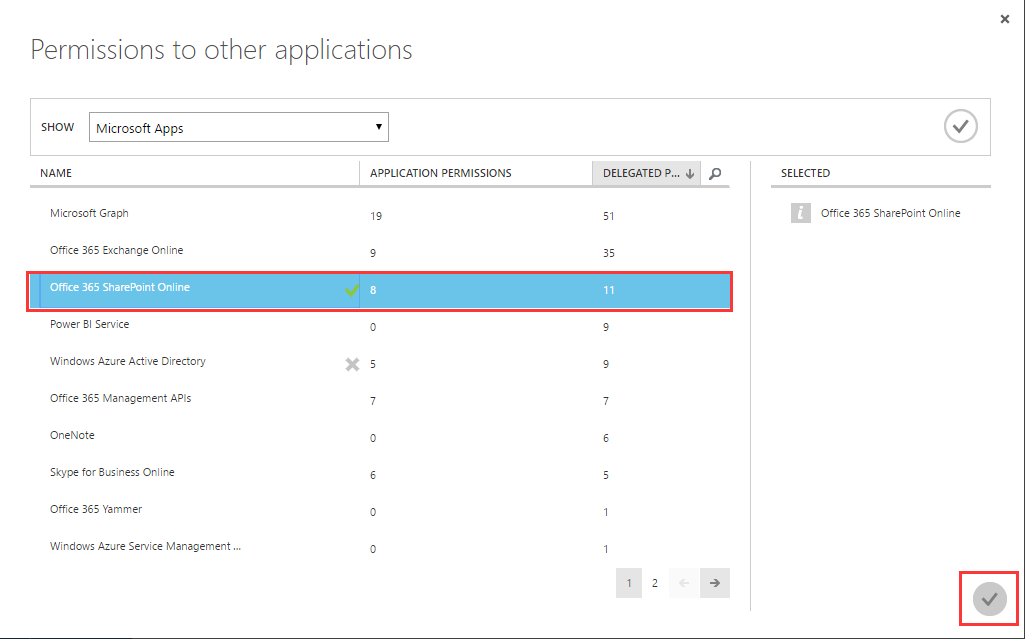 Permissions to other applications
SHOW Microsoft Apps
NAME APPLICATION PERMISSIONS DELEGATED P... SELECTED
Microsoft Graph 19 51 Office 365 SharePoint Online
Office 365 Exchange Online 9 35
Office 365 SharePoint Online 8 11
Power BI Service 0 9
Windows Azure Active Directory 5 9
Office 365 Management APIs 7 7
OneNote 0 6
Skype for Business Online 6 5
Office 365 Yammer 0 1
Windows Azure Service Management ... 0 1
1 2